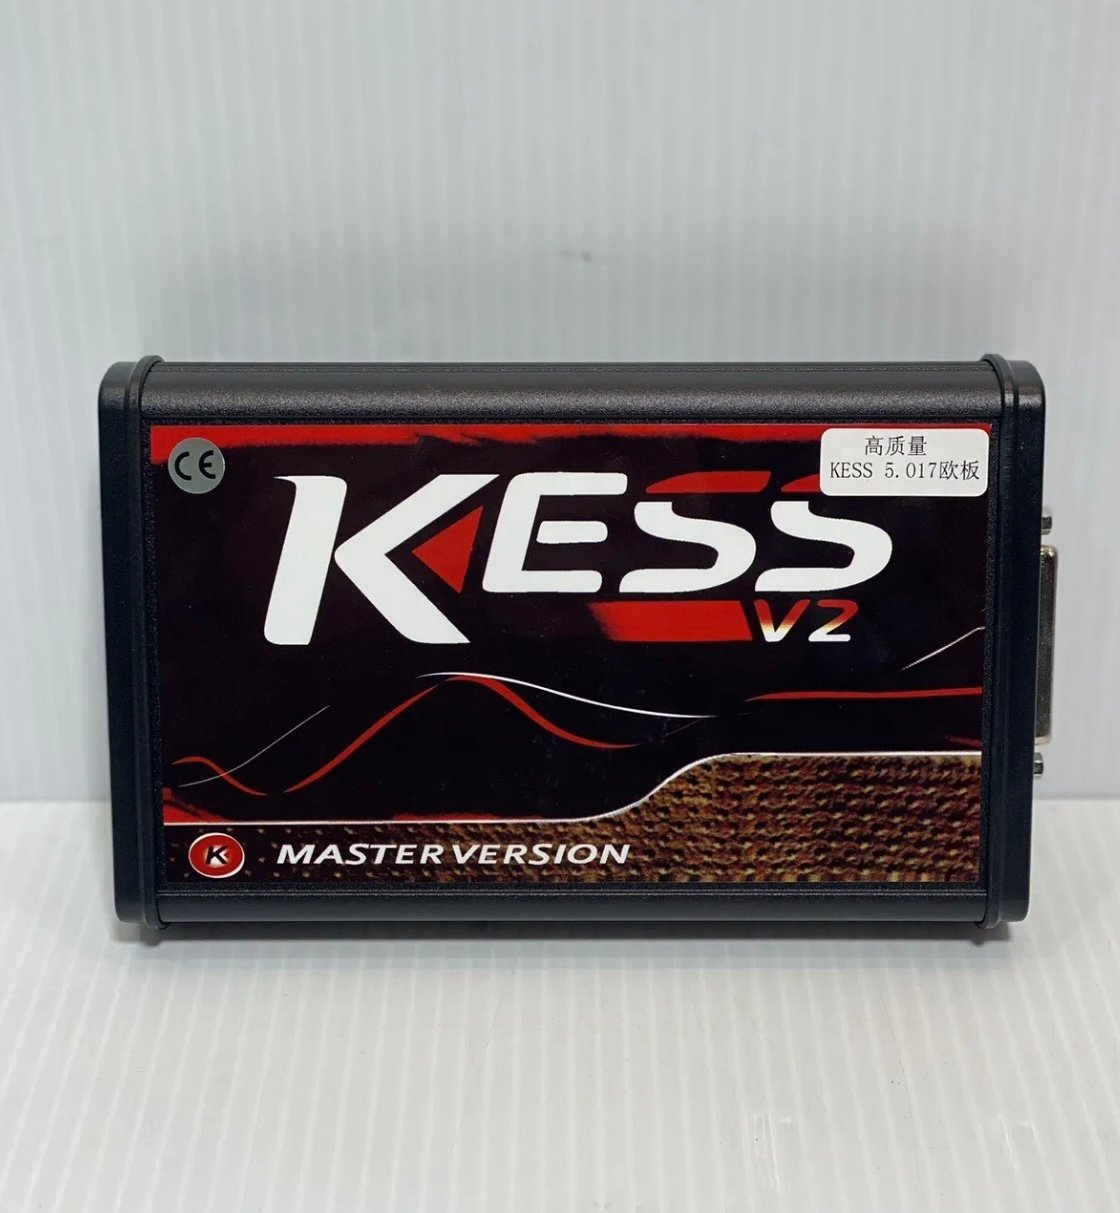 CE
高质量
KESS 5.017欧板
KESS
V2
K MASTER VERSION